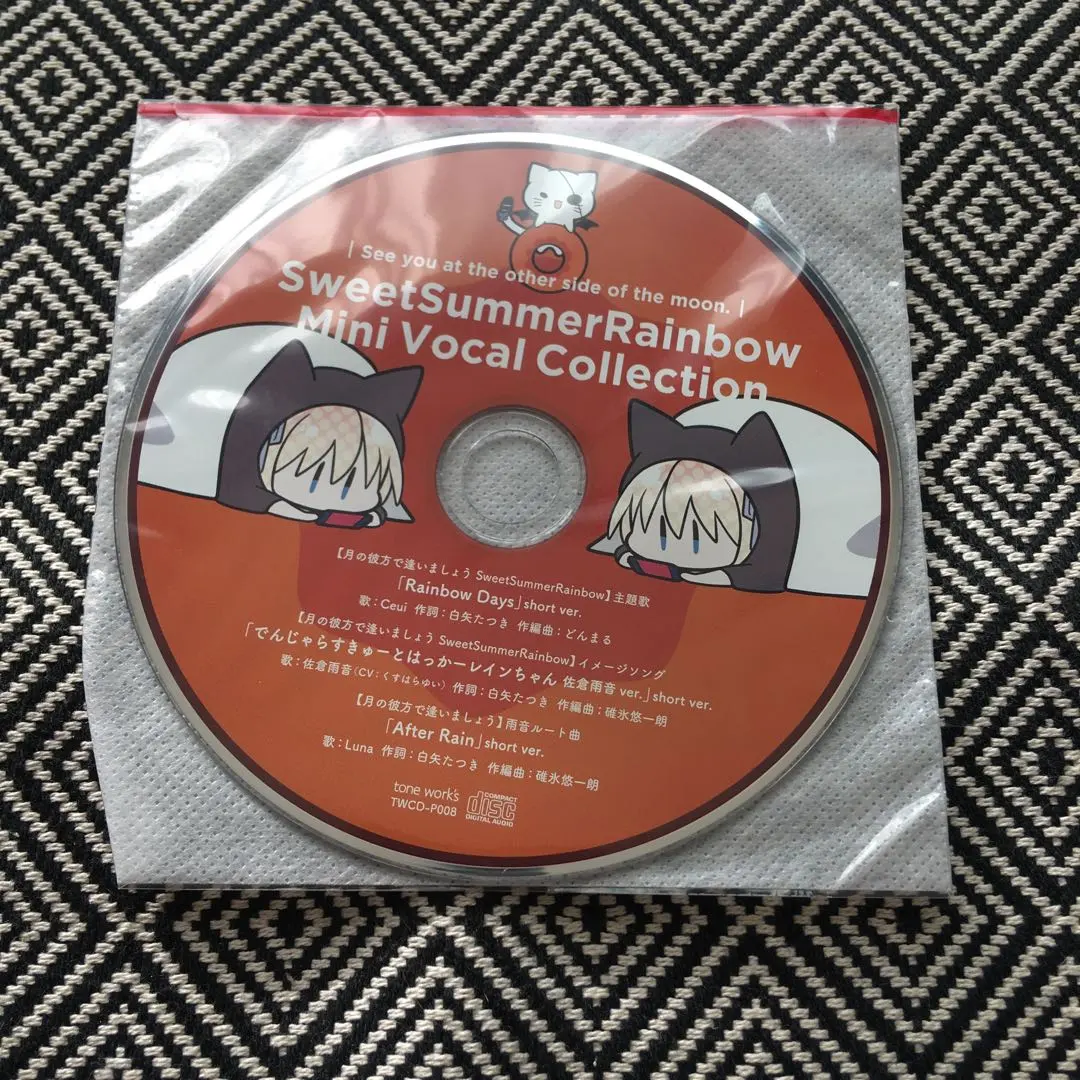 | See you at the other side of the moon. |
SweetSummerRainbow
Mini Vocal Collection
【月の彼方で逢いましょう SweetSummerRainbow】主題歌
「Rainbow Days」short ver.
歌：Ceui 作詞：白矢たつき 作編曲：どんまる
【月の彼方で逢いましょう SweetSummerRainbow】イメージソング
「でんじゃらすきゅーとはっかーレインちゃん 佐倉雨音 ver.」short ver.
歌：佐倉雨音（CV：くすはらゆい） 作詞：白矢たつき 作編曲：碓氷悠一朗
【月の彼方で逢いましょう】雨音ルート曲
「After Rain」short ver.
歌：Luna 作詞：白矢たつき 作編曲：碓氷悠一朗
tone work's
TWCD-P008
COMPACT
disc
DIGITAL AUDIO